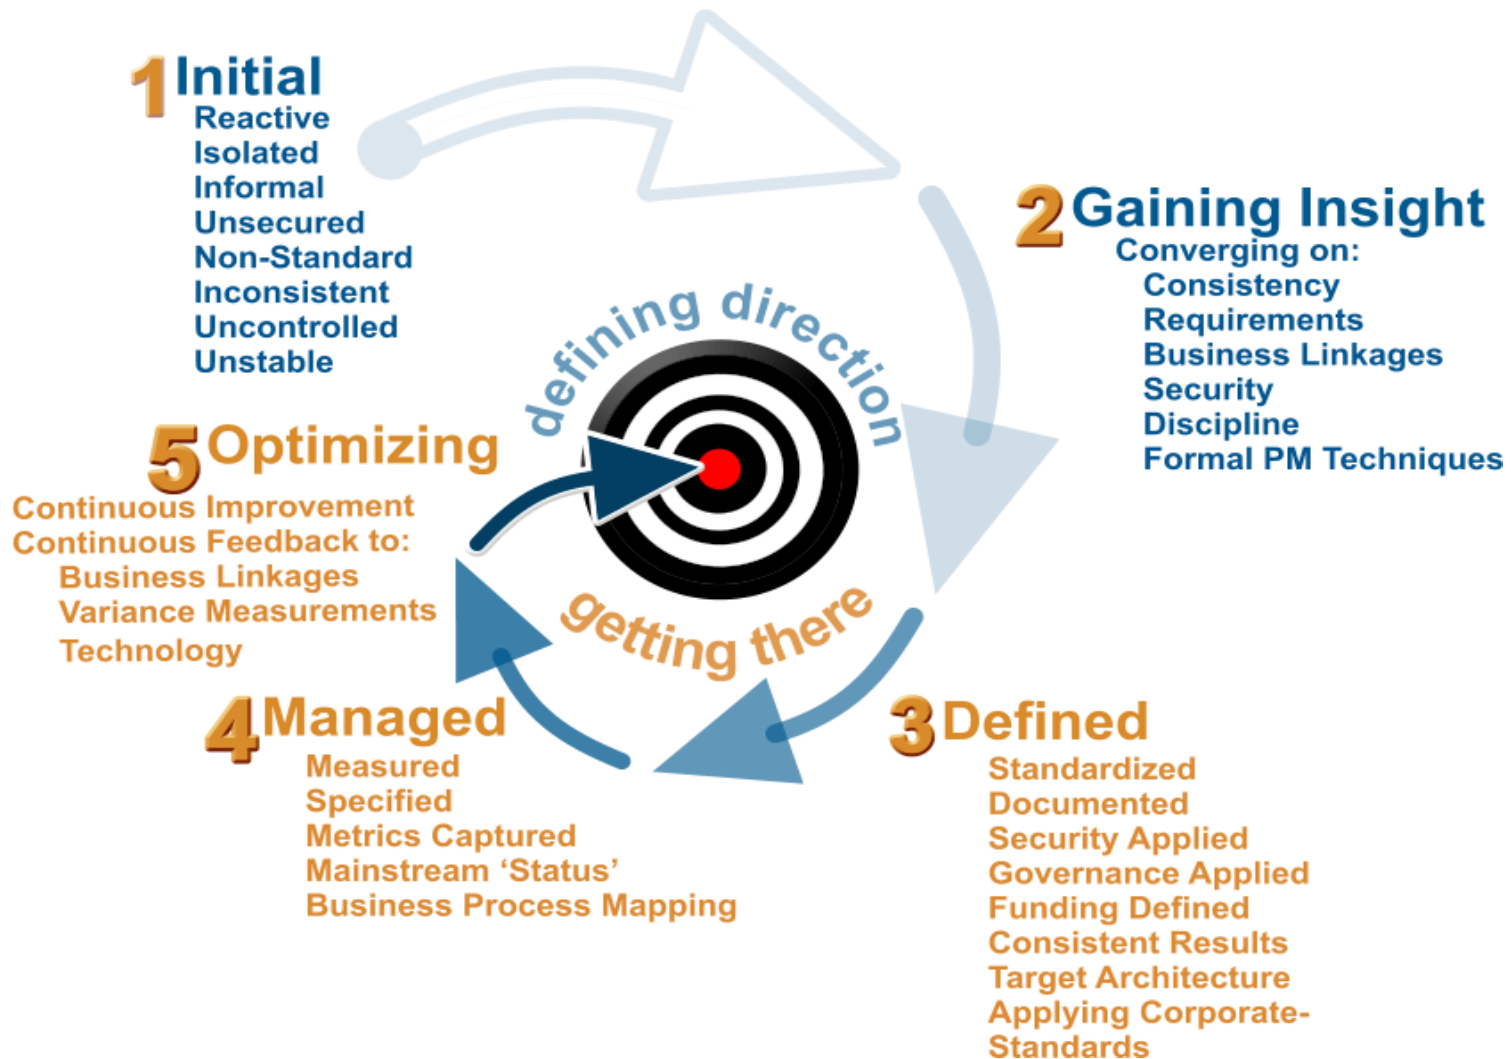 1 Initial
Reactive
Isolated
Informal
Unsecured
Non-Standard
Inconsistent
Uncontrolled
Unstable
2 Gaining Insight
Converging on:
Consistency
Requirements
Business Linkages
Security
Discipline
Formal PM Techniques
defining direction
getting there
3 Defined
Standardized
Documented
Security Applied
Governance Applied
Funding Defined
Consistent Results
Target Architecture
Applying Corporate-
Standards
4 Managed
Measured
Specified
Metrics Captured
Mainstream ‘Status’
Business Process Mapping
5 Optimizing
Continuous Improvement
Continuous Feedback to:
Business Linkages
Variance Measurements
Technology